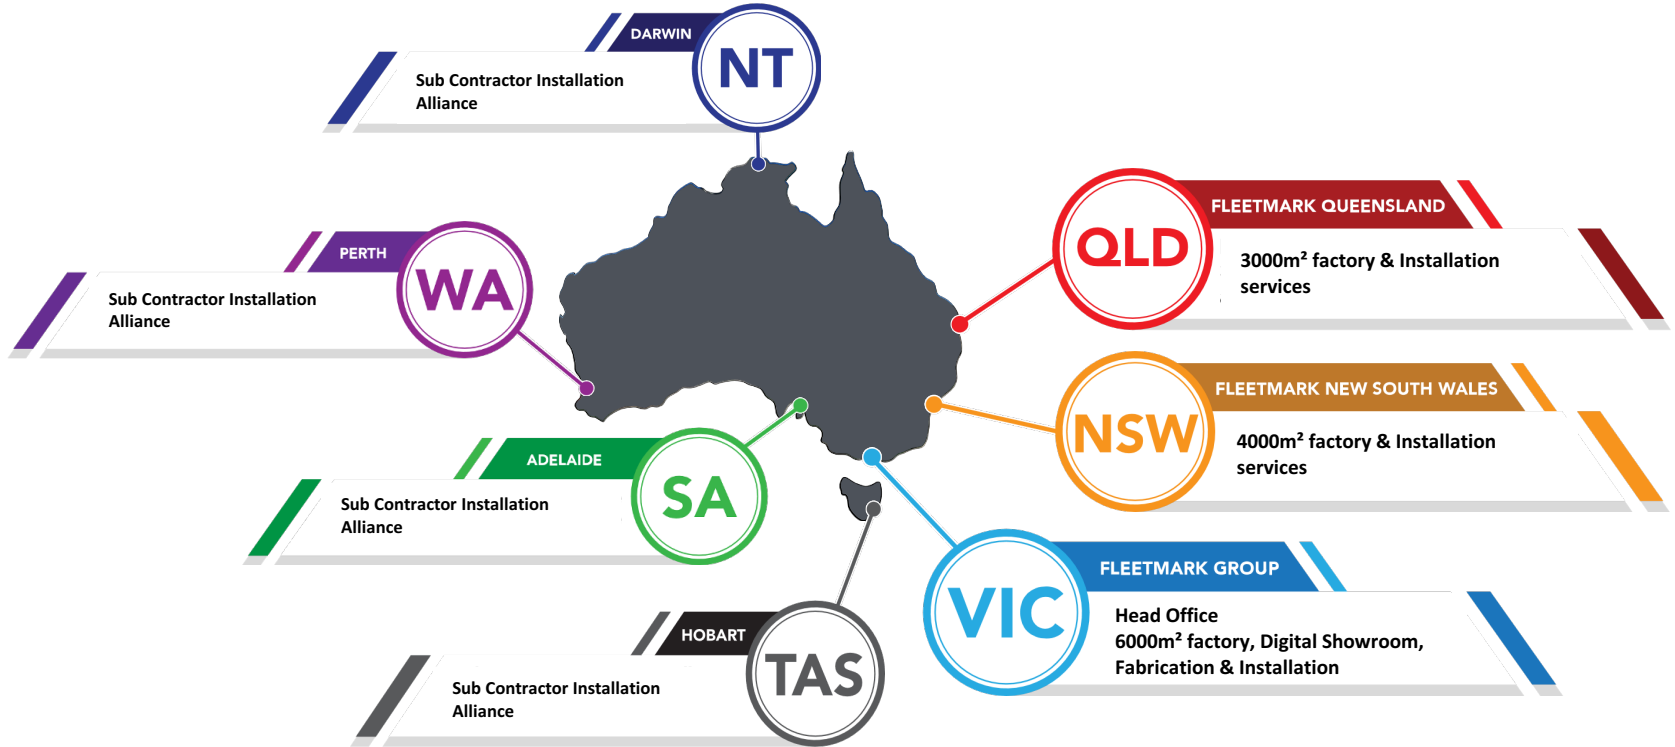 DARWIN
NT
Sub Contractor Installation
Alliance
PERTH
WA
Sub Contractor Installation
Alliance
ADELAIDE
SA
Sub Contractor Installation
Alliance
HOBART
TAS
Sub Contractor Installation
Alliance
QLD
FLEETMARK QUEENSLAND
3000m² factory & Installation
services
NSW
FLEETMARK NEW SOUTH WALES
4000m² factory & Installation
services
VIC
FLEETMARK GROUP
Head Office
6000m² factory, Digital Showroom,
Fabrication & Installation